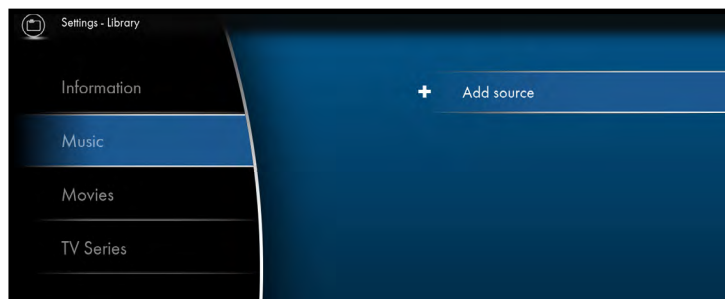 Settings - Library
Information
Add source
Music
Movies
TV Series